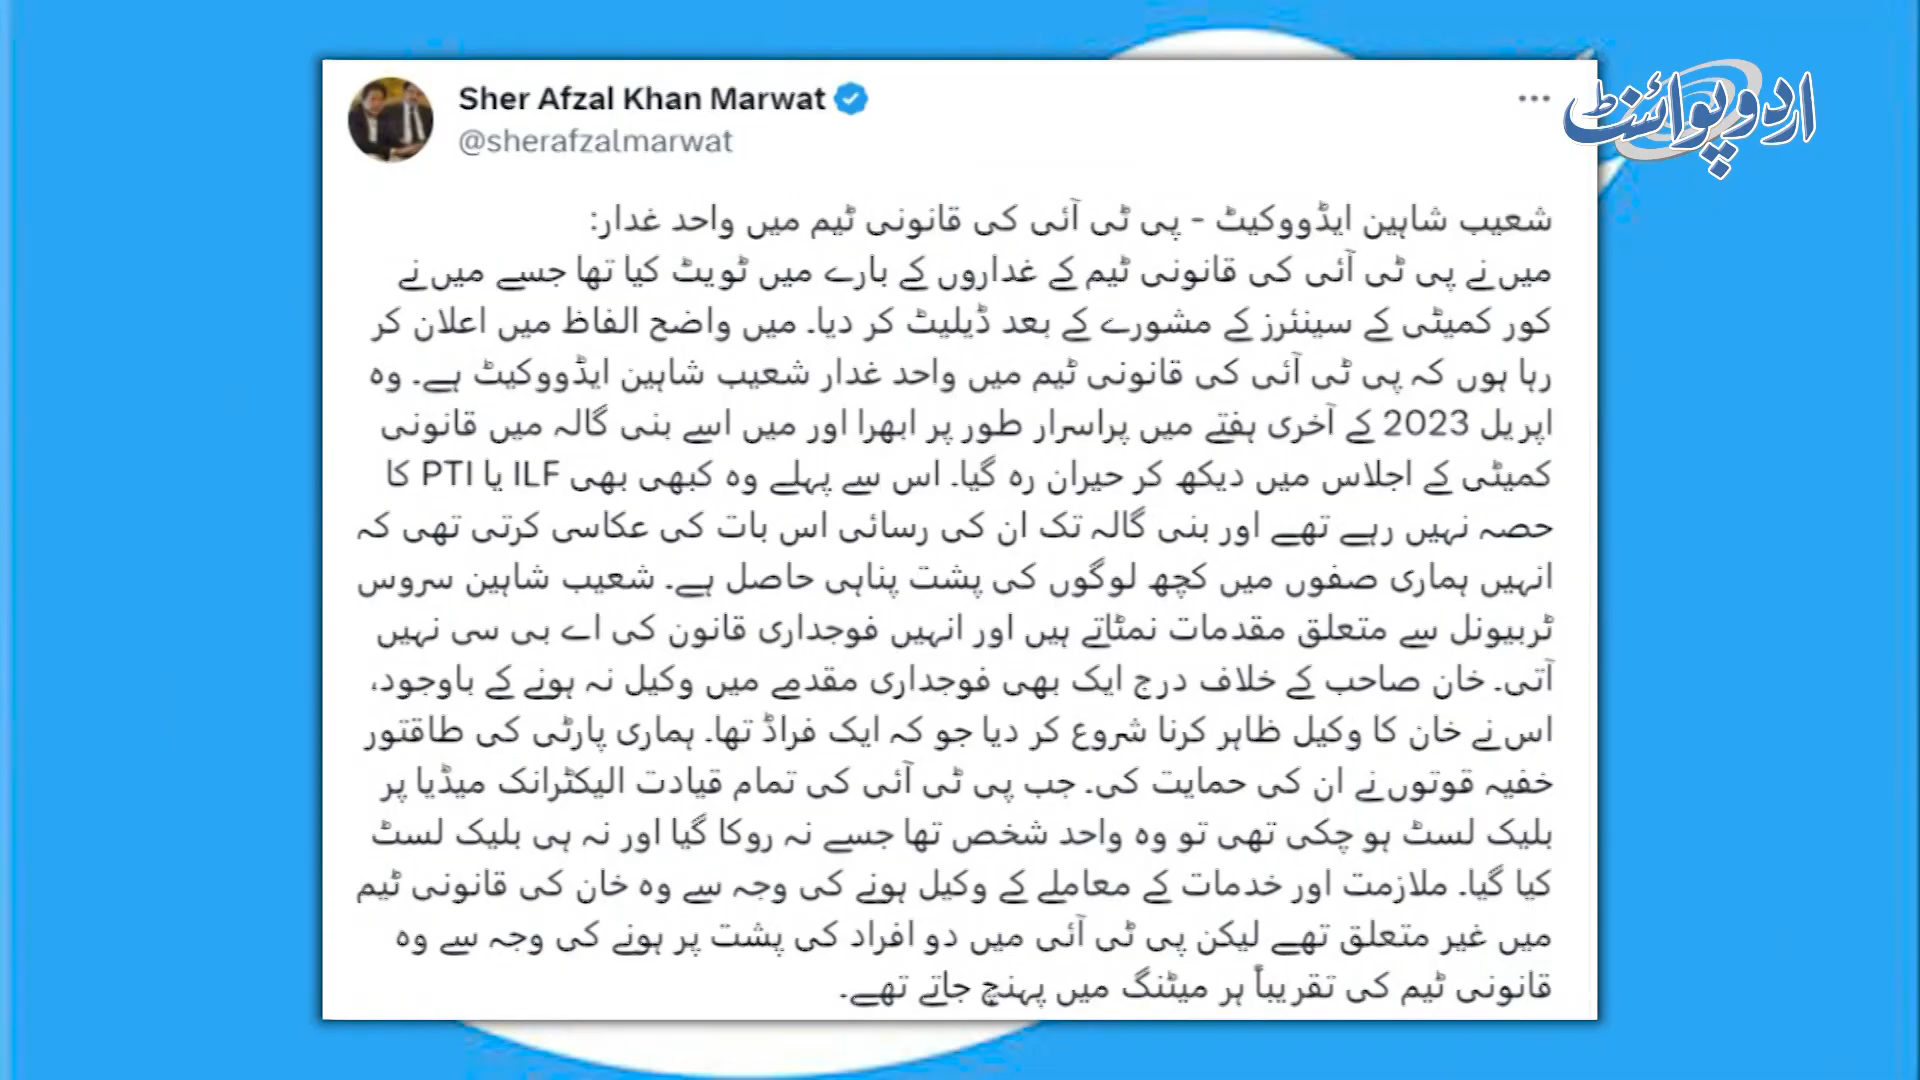 Sher Afzal Khan Marwat
@sherafzalmarwat
اردو پوائنٹ
شعیب شاہین ایڈووکیٹ - پی ٹی آئی کی قانونی ٹیم میں واحد غدار:
میں نے پی ٹی آئی کی قانونی ٹیم کے غداروں کے بارے میں ٹویٹ کیا تھا جسے میں نے
کور کمیٹی کے سینئرز کے مشورے کے بعد ڈیلیٹ کر دیا۔ میں واضح الفاظ میں اعلان کر
رہا ہوں کہ پی ٹی آئی کی قانونی ٹیم میں واحد غدار شعیب شاہین ایڈووکیٹ ہے۔ وہ
اپریل 2023 کے آخری ہفتے میں پراسرار طور پر ابھرا اور میں اسے بنی گالہ میں قانونی
کمیٹی کے اجلاس میں دیکھ کر حیران رہ گیا۔ اس سے پہلے وہ کبھی بھی ILF یا PTI کا
حصہ نہیں رہے تھے اور بنی گالہ تک ان کی رسائی اس بات کی عکاسی کرتی تھی کہ
انہیں ہماری صفوں میں کچھ لوگوں کی پشت پناہی حاصل ہے۔ شعیب شاہین سروس
ٹربیونل سے متعلق مقدمات نمٹاتے ہیں اور انہیں فوجداری قانون کی اے بی سی نہیں
آتی۔ خان صاحب کے خلاف درج ایک بھی فوجداری مقدمے میں وکیل نہ ہونے کے باوجود،
اس نے خان کا وکیل ظاہر کرنا شروع کر دیا جو کہ ایک فراڈ تھا۔ ہماری پارٹی کی طاقتور
خفیہ قوتوں نے ان کی حمایت کی۔ جب پی ٹی آئی کی تمام قیادت الیکٹرانک میڈیا پر
بلیک لسٹ ہو چکی تھی تو وہ واحد شخص تھا جسے نہ روکا گیا اور نہ ہی بلیک لسٹ
کیا گیا۔ ملازمت اور خدمات کے معاملے کے وکیل ہونے کی وجہ سے وہ خان کی قانونی ٹیم
میں غیر متعلق تھے لیکن پی ٹی آئی میں دو افراد کی پشت پر ہونے کی وجہ سے وہ
قانونی ٹیم کی تقریباً ہر میٹنگ میں پہنچ جاتے تھے۔